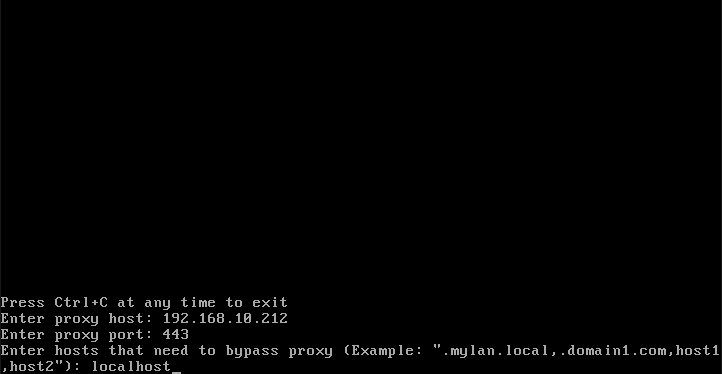 Press Ctrl+C at any time to exit
Enter proxy host: 192.168.10.212
Enter proxy port: 443
Enter hosts that need to bypass proxy (Example: ".mylan.local,.domain1.com,host1
,host2"): localhost_